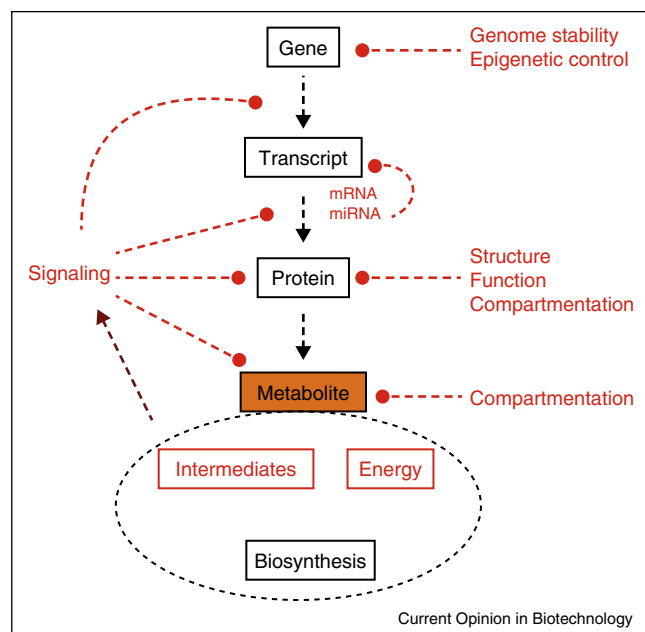 Gene
Genome stability
Epigenetic control
Transcript
mRNA
miRNA
Signaling
Protein
Structure
Function
Compartmentation
Metabolite
Compartmentation
Intermediates
Energy
Biosynthesis
Current Opinion in Biotechnology